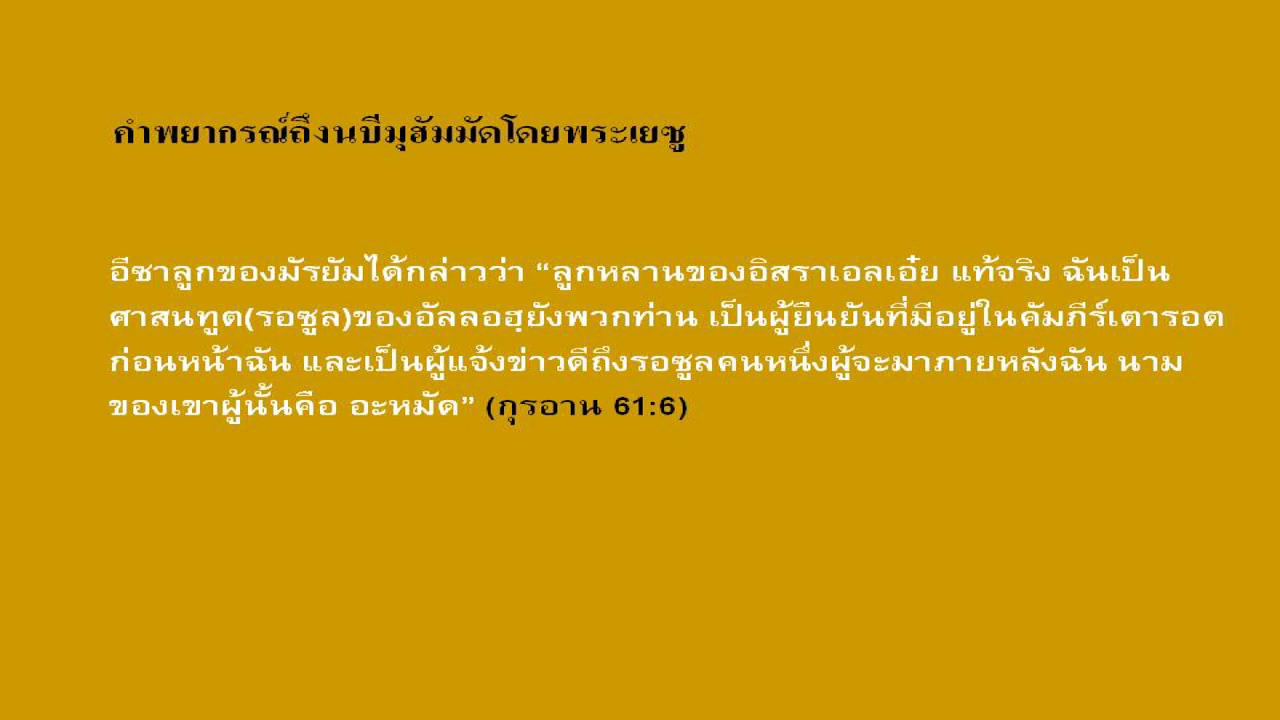 คำพยากรณ์ถึงนบีมุฮัมมัดโดยพระเยซู
อีซาลูกของมัรยัมได้กล่าวว่า “ลูกหลานของอิสราเอลเอ๋ย แท้จริง ฉันเป็น
ศาสนทูต(รอซูล)ของอัลลอฮฺยังพวกท่าน เป็นผู้ยืนยันที่มีอยู่ในคัมภีร์เตารอต
ก่อนหน้าฉัน และเป็นผู้แจ้งข่าวดีถึงรอซูลคนหนึ่งผู้จะมาภายหลังฉัน นาม
ของเขาผู้นั้นคือ อะหมัด” (กุรอาน 61:6)